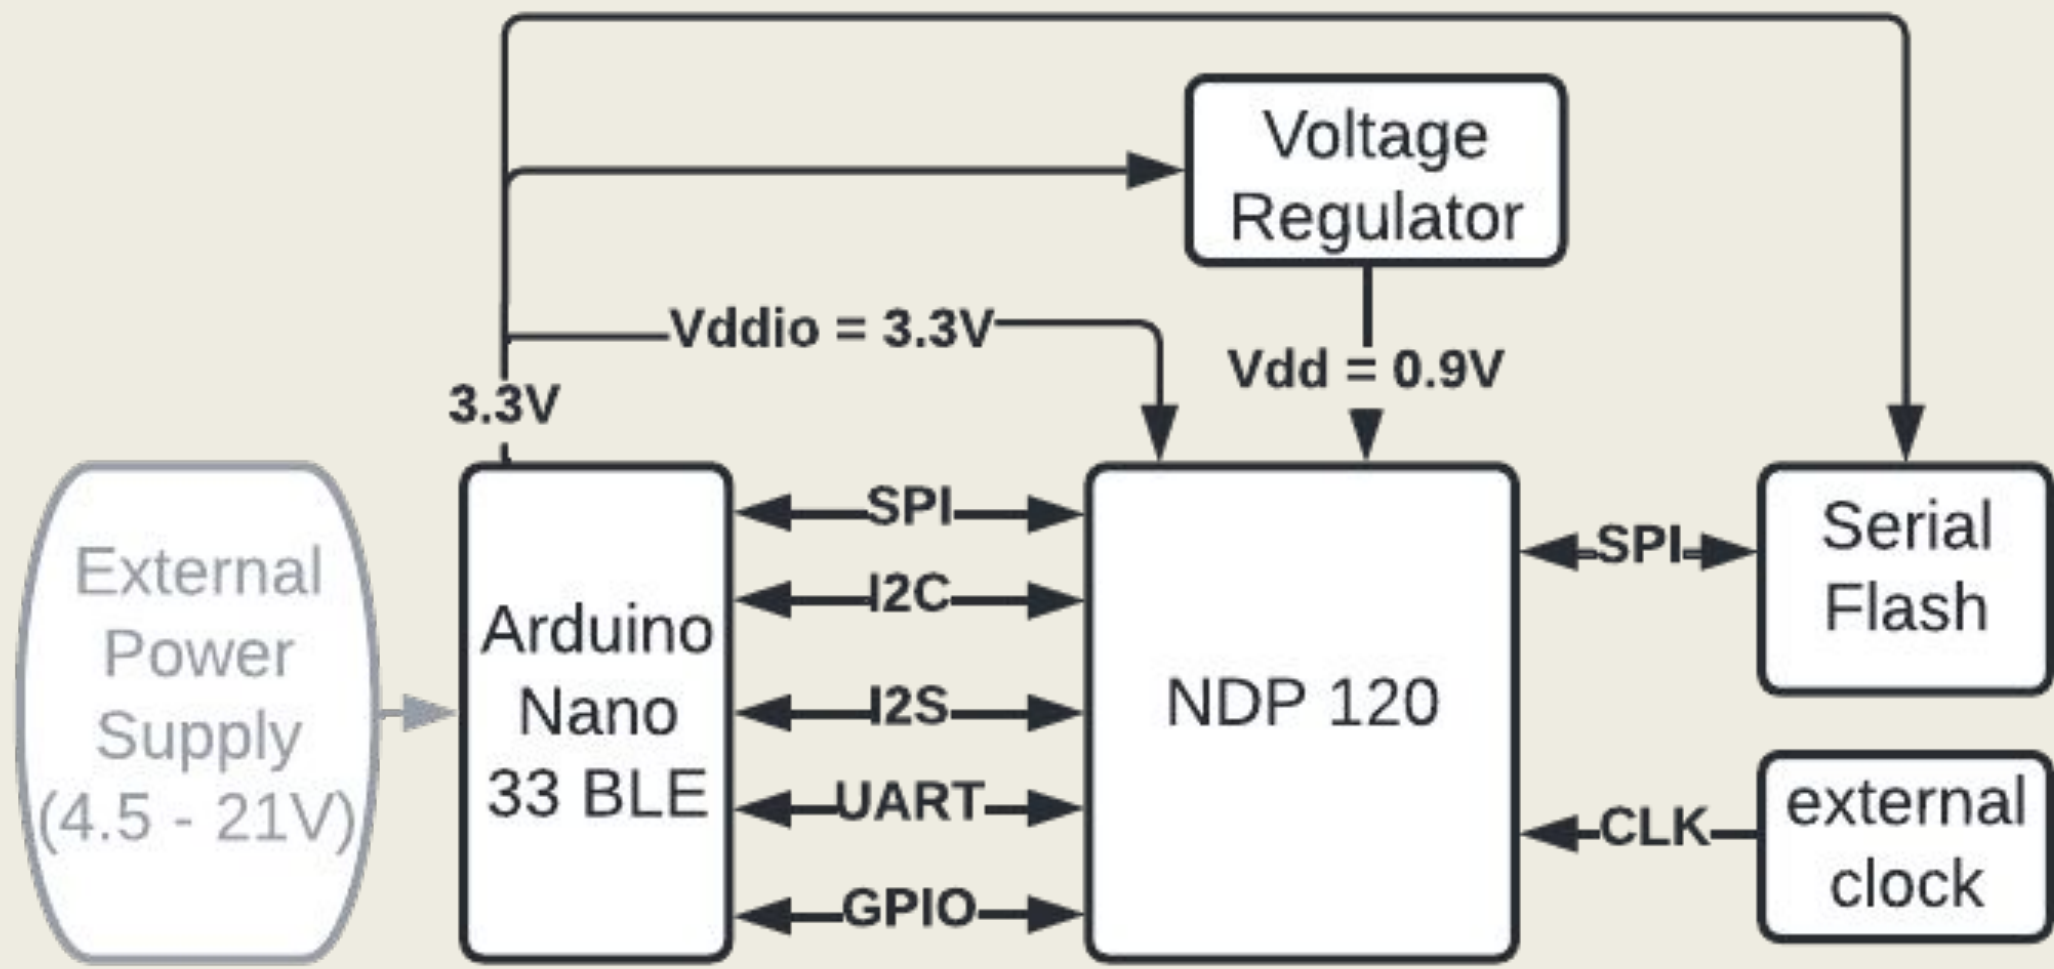 Voltage
Regulator
Vddio = 3.3V
Vdd = 0.9V
3.3V
External
Power
Supply
(4.5 - 21V)
Arduino
Nano
33 BLE
SPI
I2C
I2S
UART
GPIO
NDP 120
SPI
CLK
Serial
Flash
external
clock